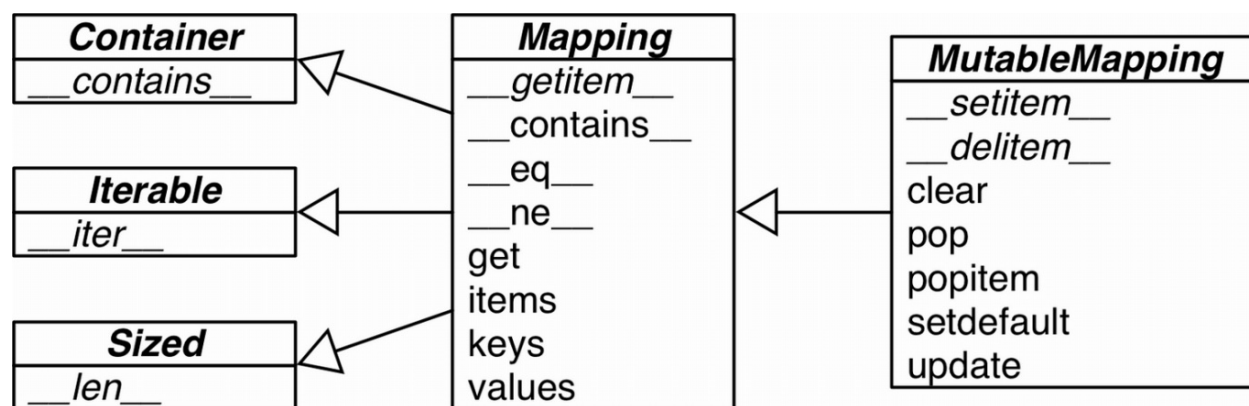 Container
__contains__
Iterable
__iter__
Sized
__len__
Mapping
__getitem__
__contains__
__eq__
__ne__
get
items
keys
values
MutableMapping
__setitem__
__delitem__
clear
pop
popitem
setdefault
update